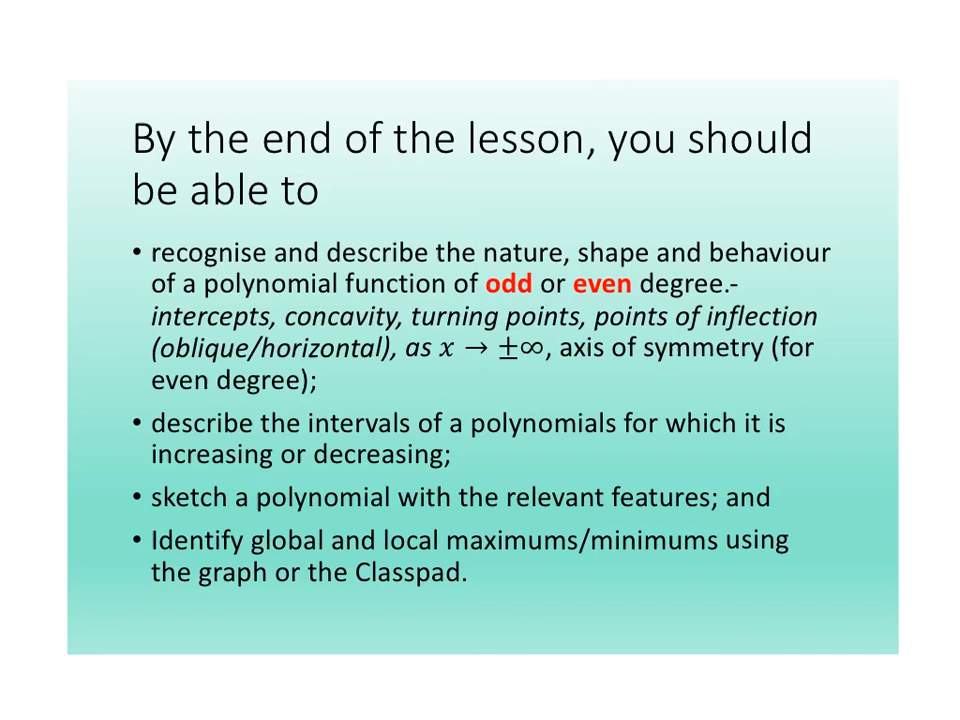 By the end of the lesson, you should
be able to
• recognise and describe the nature, shape and behaviour
of a polynomial function of odd or even degree.-
intercepts, concavity, turning points, points of inflection
(oblique/horizontal), as 𝑥 → ±∞, axis of symmetry (for
even degree);
• describe the intervals of a polynomials for which it is
increasing or decreasing;
• sketch a polynomial with the relevant features; and
• Identify global and local maximums/minimums using
the graph or the Classpad.